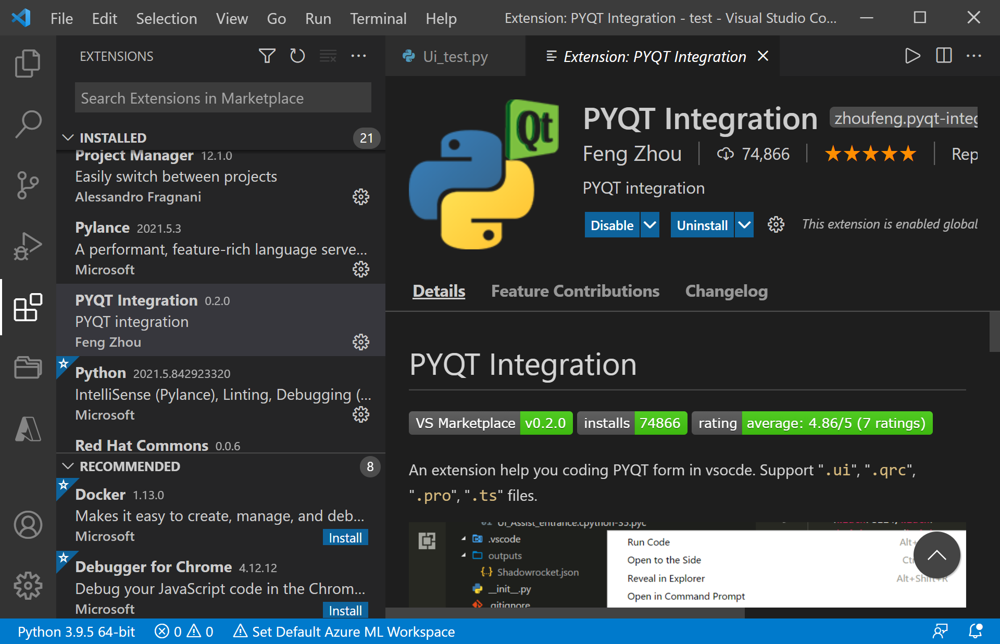 File Edit Selection View Go Run Terminal Help Extension: PYQT Integration - test - Visual Studio Co...
EXTENSIONS
Search Extensions in Marketplace
INSTALLED 21
Project Manager 12.1.0
Easily switch between projects
Alessandro Fragnani
Pylance 2021.5.3
A performant, feature-rich language serve...
Microsoft
PYQT Integration 0.2.0
PYQT integration
Feng Zhou
Python 2021.5.842923320
IntelliSense (Pylance), Linting, Debugging (...
Microsoft
Red Hat Commons 0.0.6
RECOMMENDED 8
Docker 1.13.0
Makes it easy to create, manage, and deb...
Microsoft Install
Debugger for Chrome 4.12.12
Debug your JavaScript code in the Chrom...
Microsoft Install
Ui_test.py Extension: PYQT Integration
Qt
PYQT Integration zhoufeng.pyqt-integ
Feng Zhou 74,866 Rep
PYQT integration
Disable Uninstall This extension is enabled global
Details Feature Contributions Changelog
PYQT Integration
VS Marketplace v0.2.0 installs 74866 rating average: 4.86/5 (7 ratings)
An extension help you coding PYQT form in vsocde. Support ".ui", ".qrc",
".pro", ".ts" files.
Ui_Assist_entrance.cpython-35.pyc
.vscode
outputs
Shadowrocket.json
__init__.py
.gitignore
Run Code Alt+
Open to the Side Ctr
Reveal in Explorer Alt+Shift+R
Open in Command Prompt
Python 3.9.5 64-bit 0 0 Set Default Azure ML Workspace